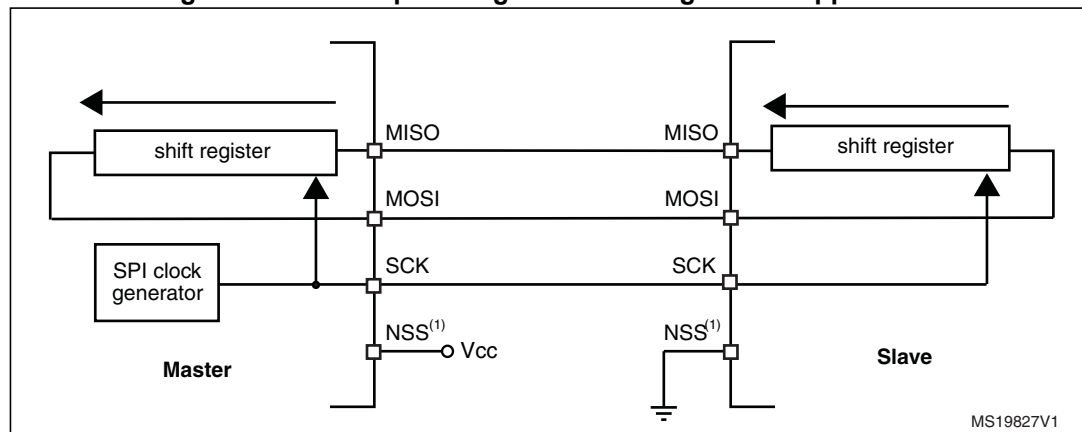 shift register
MISO
MISO
shift register
MOSI
MOSI
SPI clock
generator
SCK
SCK
NSS(1)
Vcc
NSS(1)
Master
Slave
MS19827V1